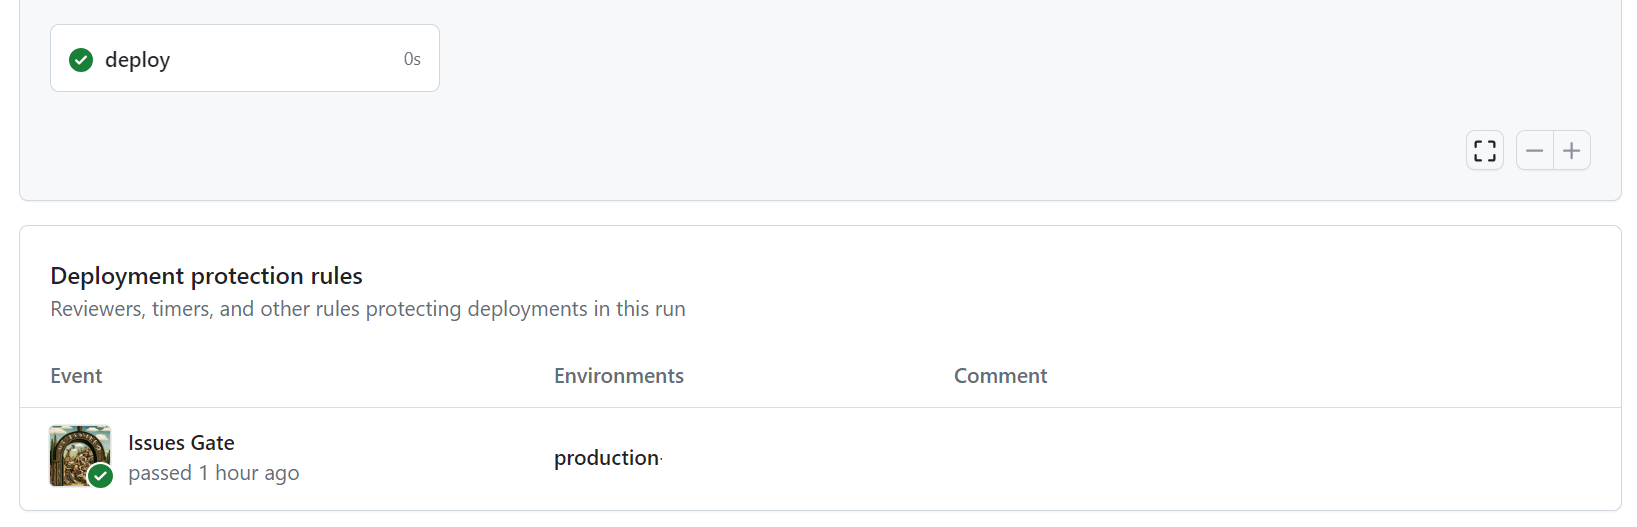 deploy 0s
Deployment protection rules
Reviewers, timers, and other rules protecting deployments in this run
Event Environments Comment
Issues Gate
passed 1 hour ago
production